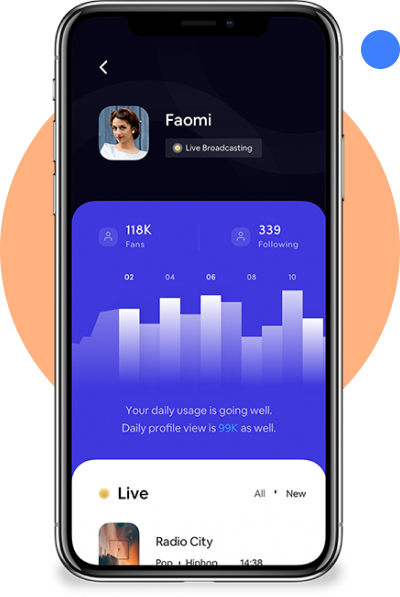 Faomi
Live Broadcasting
118K
Fans
339
Following
02 04 06 08 10
Your daily usage is going well.
Daily profile view is 99K as well.
Live
All • New
Radio City
Pop • Hiphop 14:38